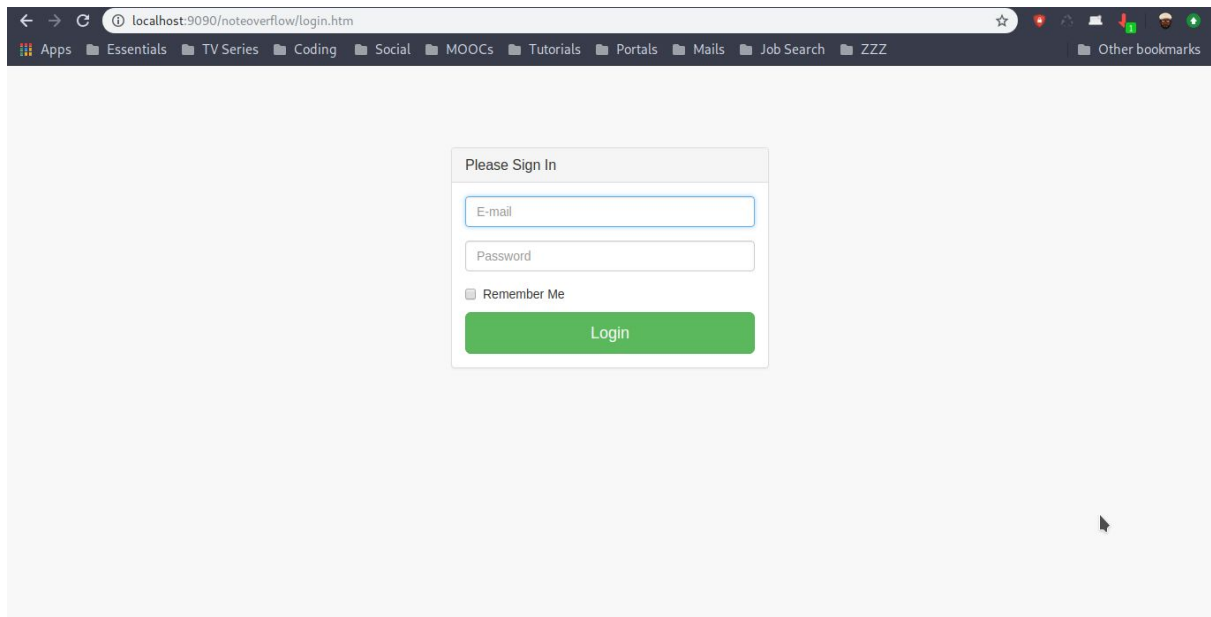 localhost:9090/noteoverflow/login.htm
1
Apps Essentials TV Series Coding Social MOOCs Tutorials Portals Mails Job Search ZZZ Other bookmarks
Please Sign In
E-mail
Password
Remember Me
Login